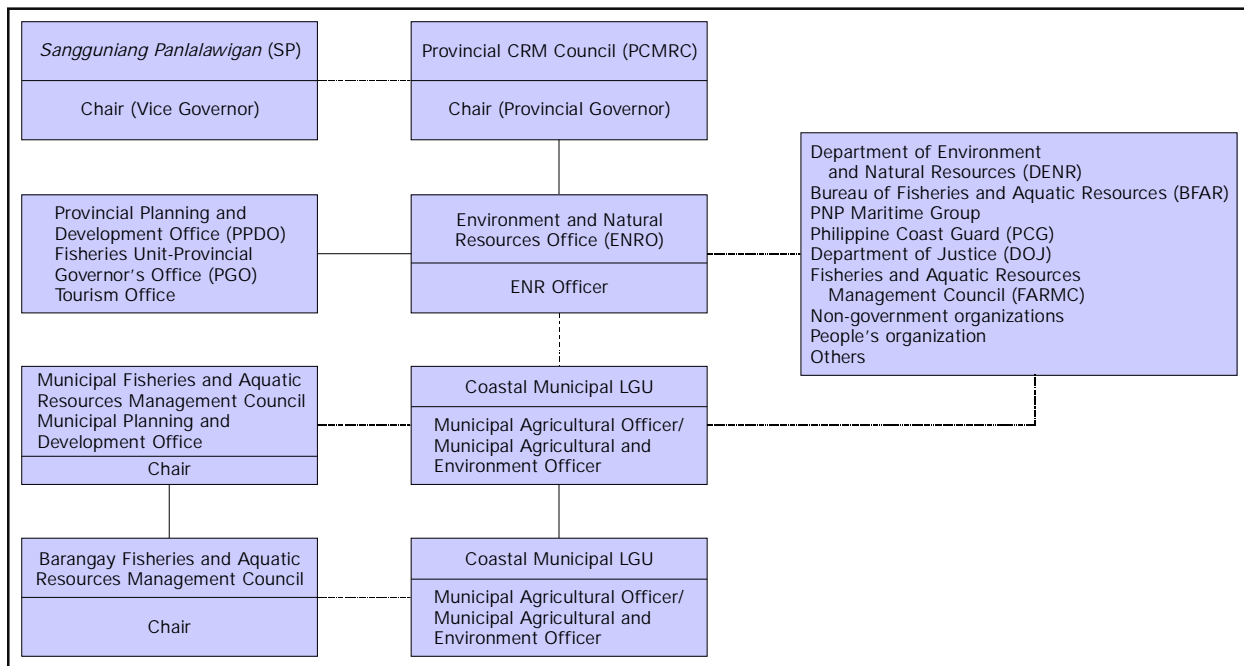 Sangguniang Panlalawigan (SP)
Chair (Vice Governor)
Provincial CRM Council (PCMRC)
Chair (Provincial Governor)
Department of Environment
and Natural Resources (DENR)
Bureau of Fisheries and Aquatic Resources (BFAR)
PNP Maritime Group
Philippine Coast Guard (PCG)
Department of Justice (DOJ)
Fisheries and Aquatic Resources
Management Council (FARMC)
Non-government organizations
People's organization
Others
Provincial Planning and
Development Office (PPDO)
Fisheries Unit-Provincial
Governor's Office (PGO)
Tourism Office
Environment and Natural
Resources Office (ENRO)
ENR Officer
Municipal Fisheries and Aquatic
Resources Management Council
Municipal Planning and
Development Office
Chair
Coastal Municipal LGU
Municipal Agricultural Officer/
Municipal Agricultural and
Environment Officer
Barangay Fisheries and Aquatic
Resources Management Council
Chair
Coastal Municipal LGU
Municipal Agricultural Officer/
Municipal Agricultural and
Environment Officer